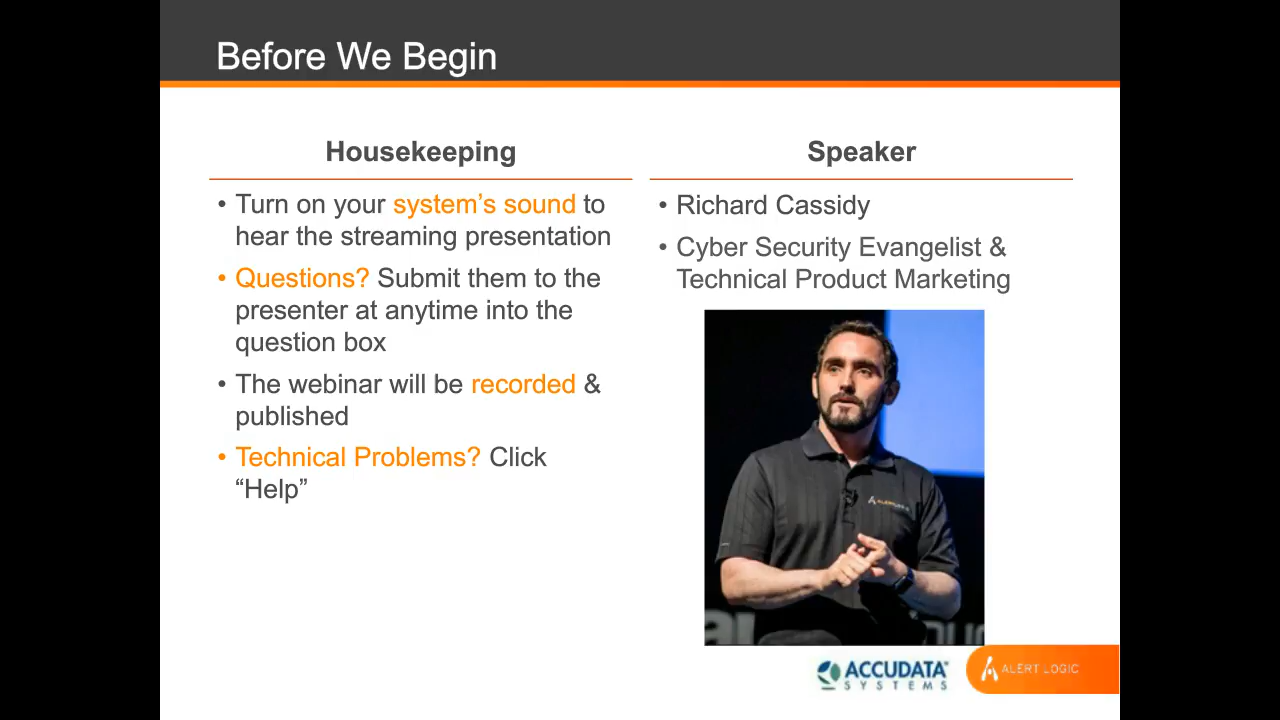 Before We Begin
Housekeeping
• Turn on your system’s sound to
hear the streaming presentation
• Questions? Submit them to the
presenter at anytime into the
question box
• The webinar will be recorded &
published
• Technical Problems? Click
“Help”
Speaker
• Richard Cassidy
• Cyber Security Evangelist &
Technical Product Marketing
ACCUDATA
SYSTEMS
ALERT LOGIC